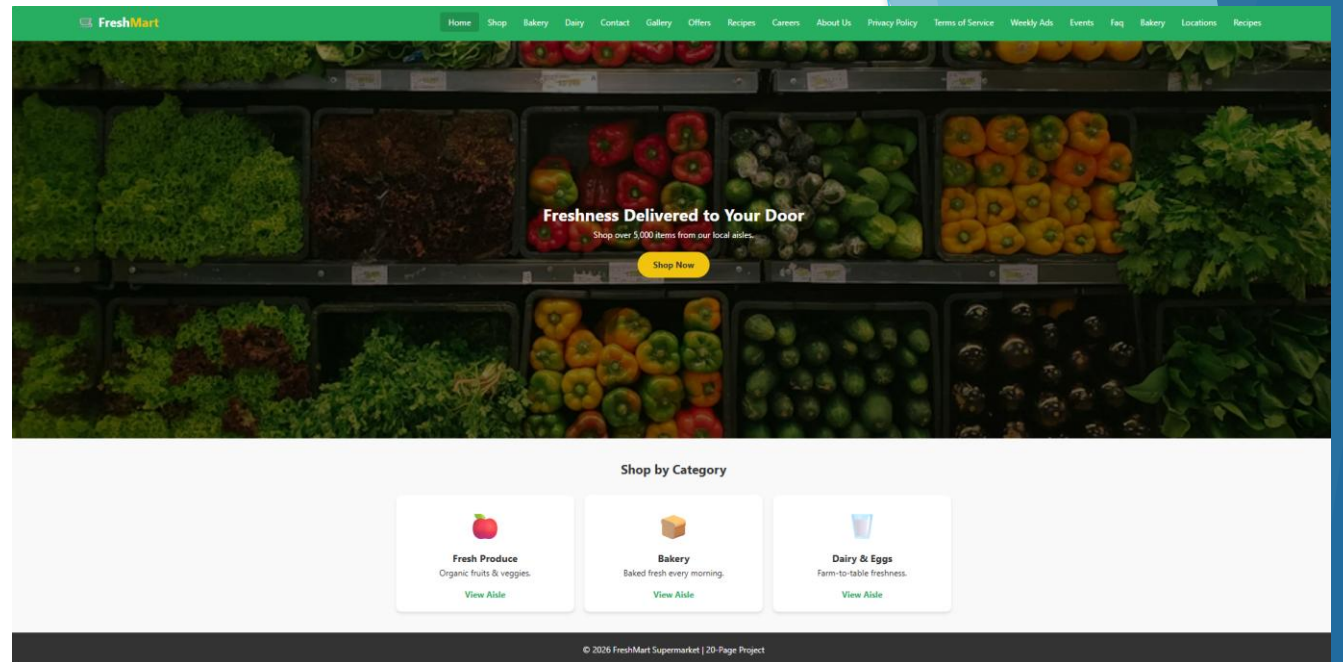 FreshMart
Home Shop Bakery Dairy Contact Gallery Offers Recipes Careers About Us Privacy Policy Terms of Service Weekly Ads Events Faq Bakery Locations Recipes
Freshness Delivered to Your Door
Shop over 5,000 items from our local aisles.
Shop Now
Shop by Category
Fresh Produce
Organic fruits & veggies.
View Aisle
Bakery
Baked fresh every morning.
View Aisle
Dairy & Eggs
Farm-to-table freshness.
View Aisle
© 2026 FreshMart Supermarket | 20-Page Project